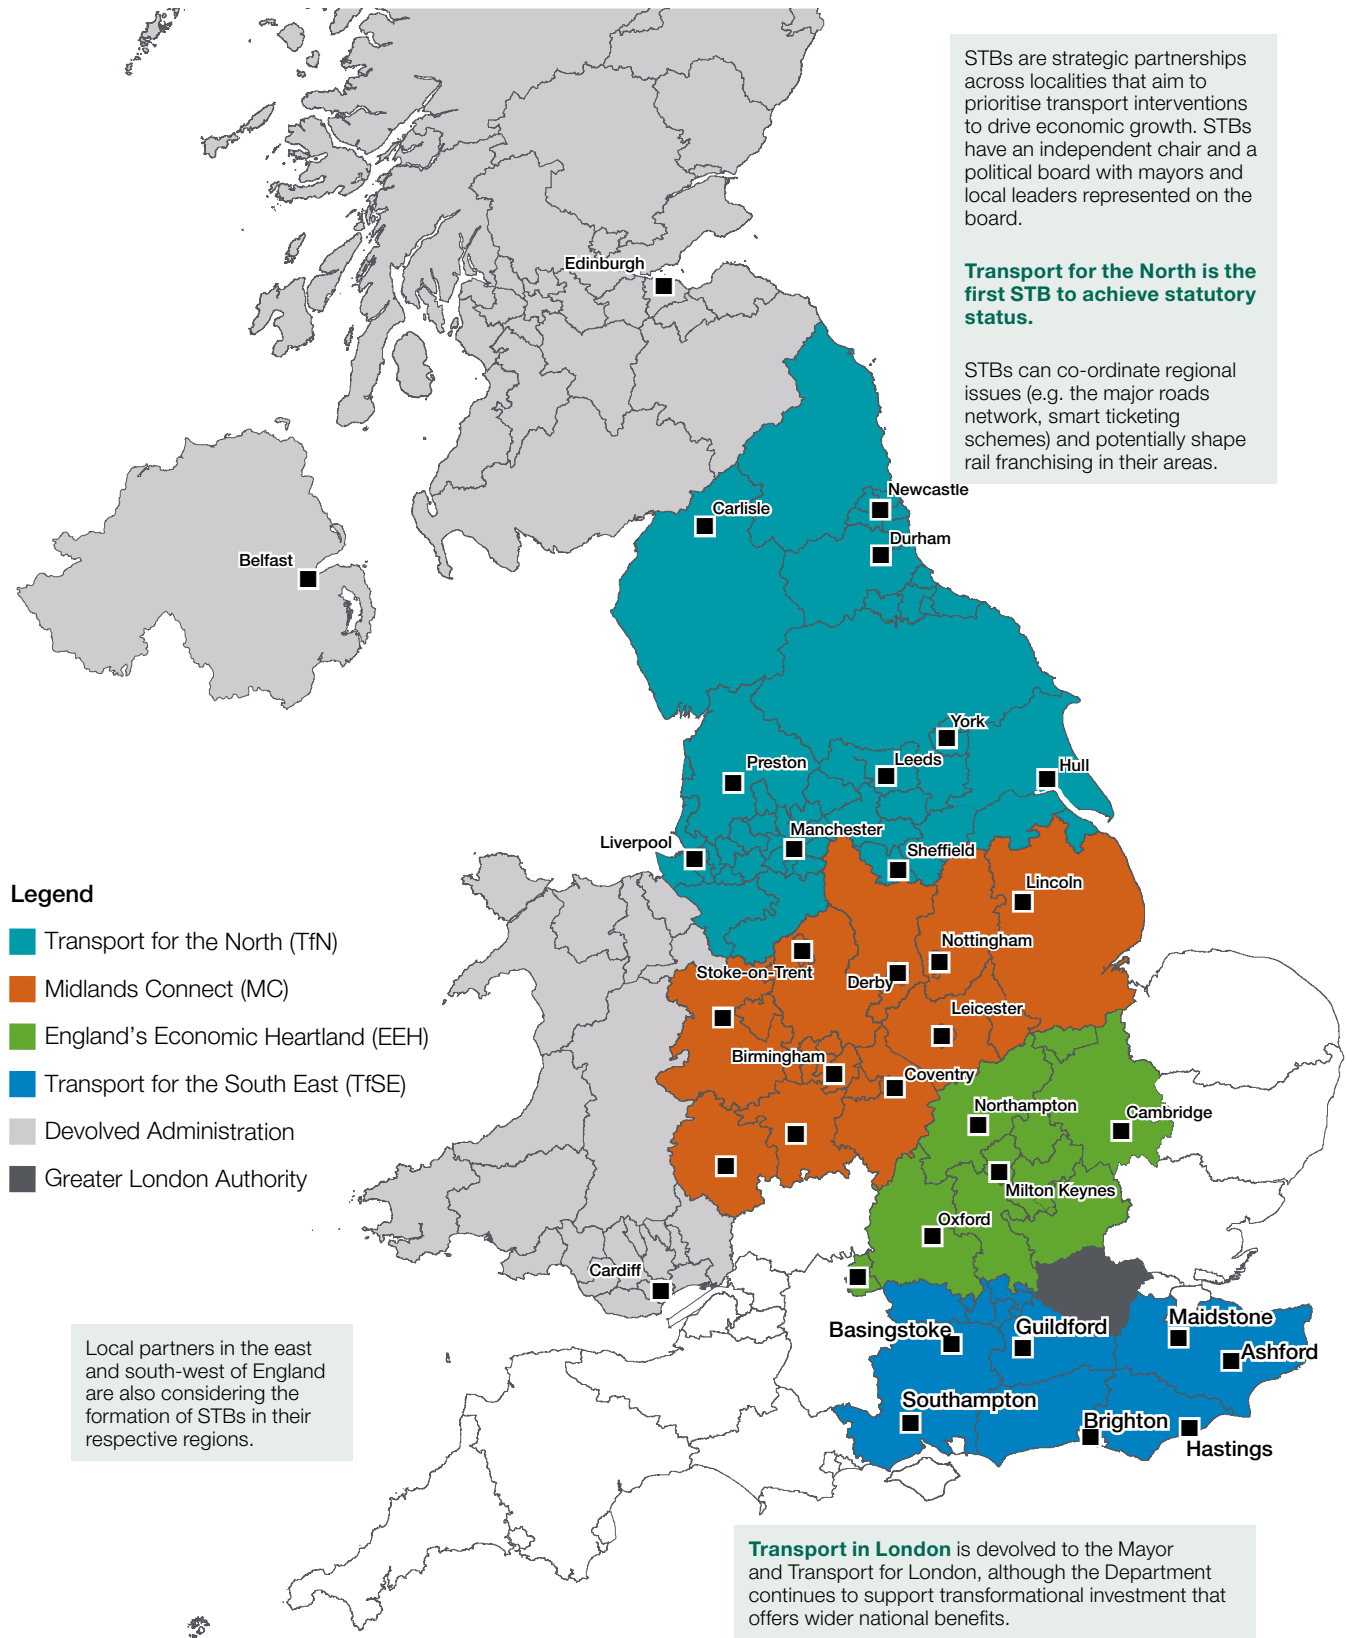 STBs are strategic partnerships
across localities that aim to
prioritise transport interventions
to drive economic growth. STBs
have an independent chair and a
political board with mayors and
local leaders represented on the
board.
Transport for the North is the
first STB to achieve statutory
status.
STBs can co-ordinate regional
issues (e.g. the major roads
network, smart ticketing
schemes) and potentially shape
rail franchising in their areas.
Edinburgh
Newcastle
Carlisle
Durham
Belfast
York
Preston
Leeds
Hull
Manchester
Liverpool
Sheffield
Lincoln
Nottingham
Stoke-on-Trent
Derby
Leicester
Birmingham
Coventry
Northampton
Cambridge
Milton Keynes
Oxford
Cardiff
Basingstoke
Guildford
Maidstone
Ashford
Southampton
Brighton
Hastings
Legend
Transport for the North (TfN)
Midlands Connect (MC)
England's Economic Heartland (EEH)
Transport for the South East (TfSE)
Devolved Administration
Greater London Authority
Local partners in the east
and south-west of England
are also considering the
formation of STBs in their
respective regions.
Transport in London is devolved to the Mayor
and Transport for London, although the Department
continues to support transformational investment that
offers wider national benefits.